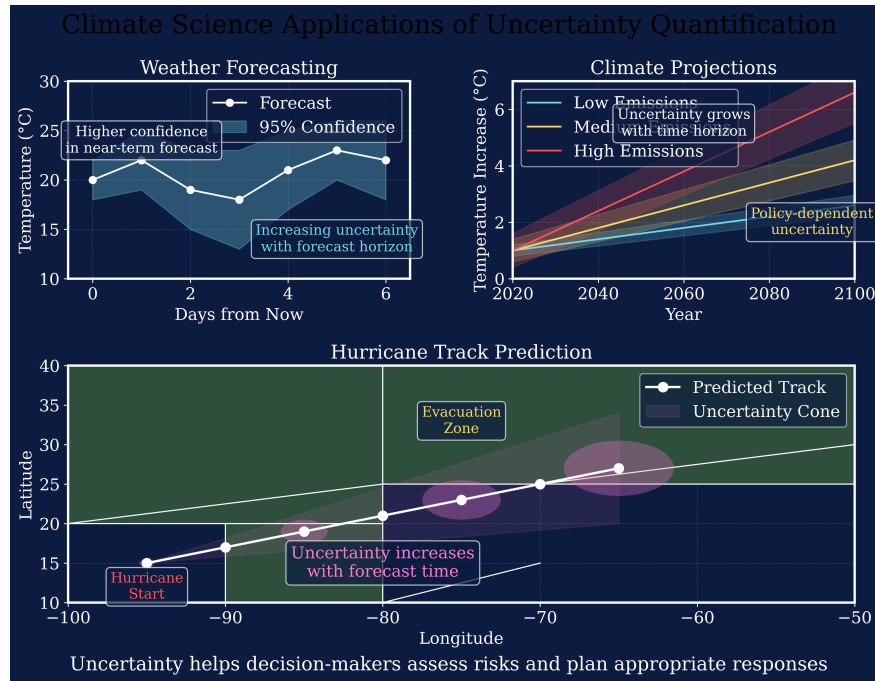 Climate Science Applications of Uncertainty Quantification
Weather Forecasting
Temperature (°C)
30
25
20
15
10
Forecast
95% Confidence
Higher confidence
in near-term forecast
Increasing uncertainty
with forecast horizon
0
2
4
6
Days from Now
Climate Projections
Temperature Increase (°C)
6
4
2
0
Low Emissions
Medium Emissions
High Emissions
Uncertainty grows
with time horizon
Policy-dependent
uncertainty
2020
2040
2060
2080
2100
Year
Hurricane Track Prediction
Latitude
40
35
30
25
20
15
10
Predicted Track
Uncertainty Cone
Evacuation
Zone
Uncertainty increases
with forecast time
Hurricane
Start
−100
−90
−80
−70
−60
−50
Longitude
Uncertainty helps decision-makers assess risks and plan appropriate responses